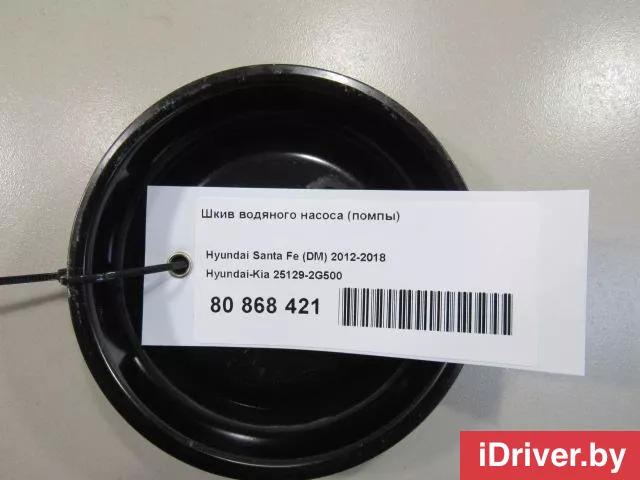 Шкив водяного насоса (помпы)
Hyundai Santa Fe (DM) 2012-2018
Hyundai-Kia 25129-2G500
80 868 421
iDriver.by